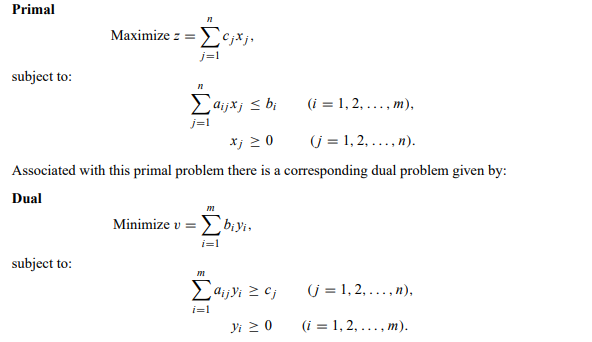 Primal
Maximize z = ∑_{j=1}^{n} c_j x_j,
subject to:
∑_{j=1}^{n} a_{ij} x_j ≤ b_i (i = 1, 2, . . . , m),
x_j ≥ 0 (j = 1, 2, . . . , n).
Associated with this primal problem there is a corresponding dual problem given by:
Dual
Minimize v = ∑_{i=1}^{m} b_i y_i,
subject to:
∑_{i=1}^{m} a_{ij} y_i ≥ c_j (j = 1, 2, . . . , n),
y_i ≥ 0 (i = 1, 2, . . . , m).